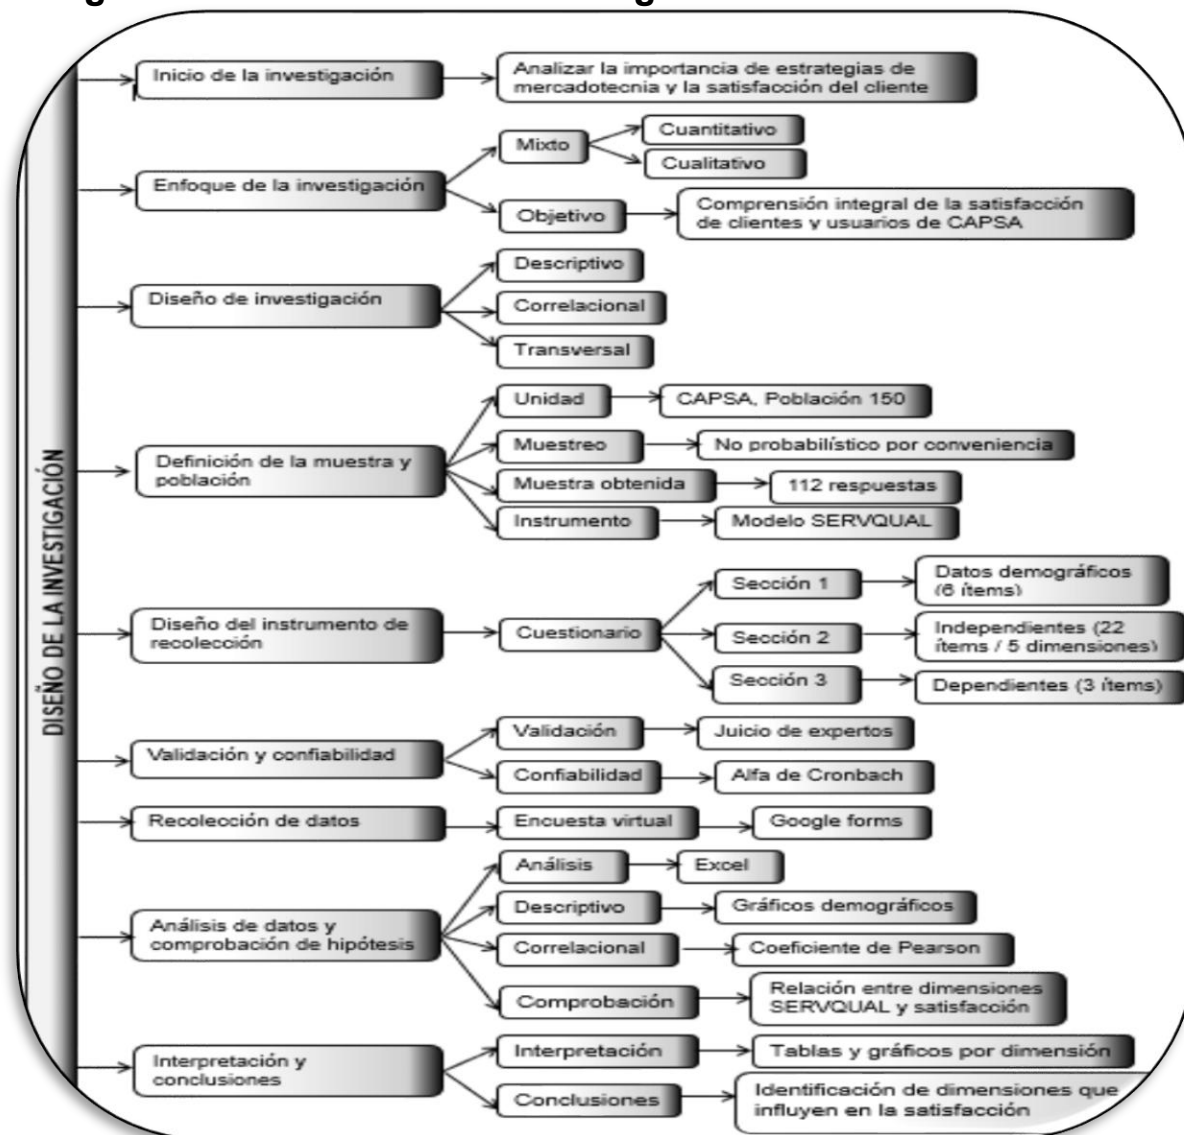 DISEÑO DE LA INVESTIGACIÓN
Inicio de la investigación
Analizar la importancia de estrategias de
mercadotecnia y la satisfacción del cliente
Enfoque de la investigación
Mixto
Cuantitativo
Cualitativo
Objetivo
Comprensión integral de la satisfacción
de clientes y usuarios de CAPSA
Diseño de investigación
Descriptivo
Correlacional
Transversal
Definición de la muestra y
población
Unidad
CAPSA, Población 150
Muestreo
No probabilístico por conveniencia
Muestra obtenida
112 respuestas
Instrumento
Modelo SERVQUAL
Diseño del instrumento de
recolección
Cuestionario
Sección 1
Datos demográficos
(6 ítems)
Sección 2
Independientes (22
ítems / 5 dimensiones)
Sección 3
Dependientes (3 ítems)
Validación y confiabilidad
Validación
Juicio de expertos
Confiabilidad
Alfa de Cronbach
Recolección de datos
Encuesta virtual
Google forms
Análisis de datos y
comprobación de hipótesis
Análisis
Excel
Descriptivo
Gráficos demográficos
Correlacional
Coeficiente de Pearson
Comprobación
Relación entre dimensiones
SERVQUAL y satisfacción
Interpretación y
conclusiones
Interpretación
Tablas y gráficos por dimensión
Conclusiones
Identificación de dimensiones que
influyen en la satisfacción